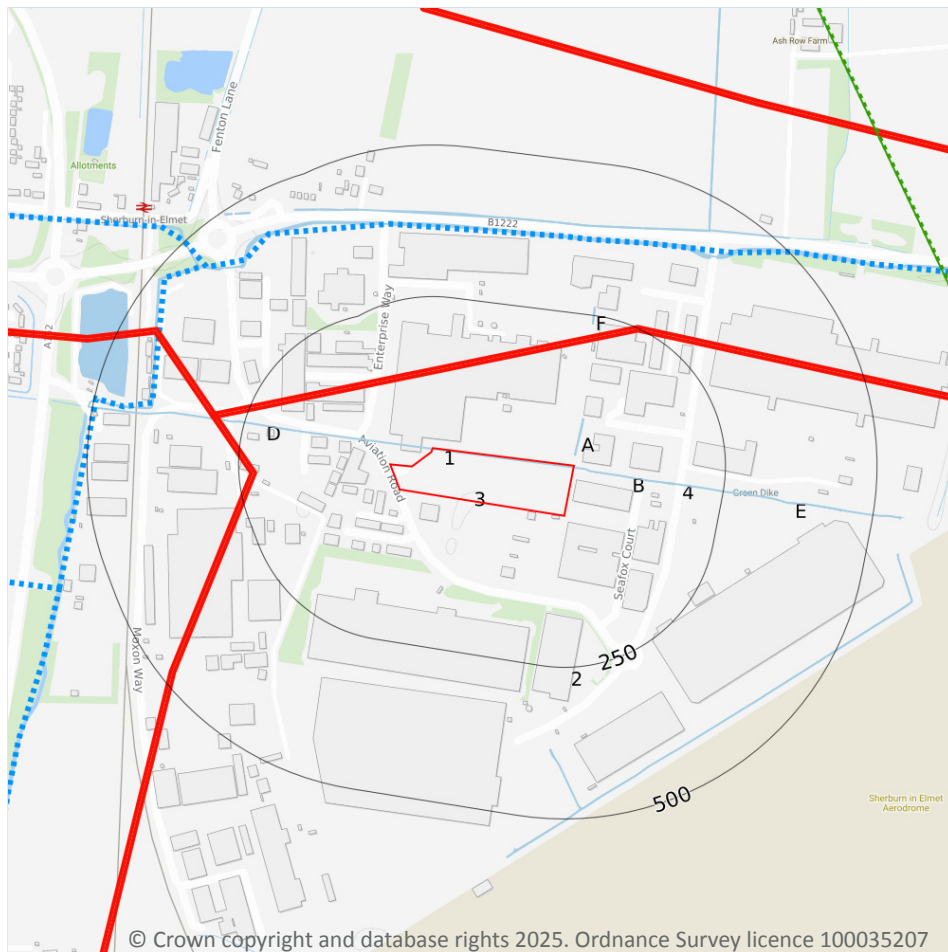 Ash Row Farm
Fenton Lane
Allotments
Sherburn-in-Elmet
B1222
A162
Enterprise Way
F
D
Aviation Road
A
1
3
B
4
Green Dike
E
Seafox Court
Moxon Way
250
2
500
Sherburn in Elmet
Aerodrome
© Crown copyright and database rights 2025. Ordnance Survey licence 100035207